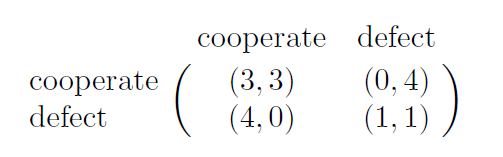 cooperate defect
cooperate (3, 3) (0, 4)
defect (4, 0) (1, 1)